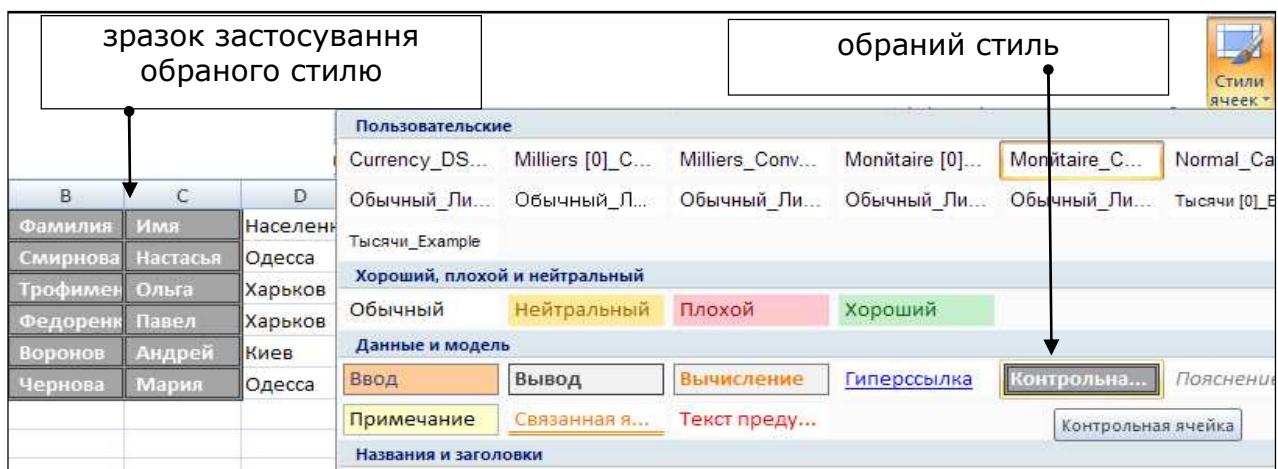 зразок застосування
обраного стилю
обраний стиль
Стили
ячеек
Пользовательские
Currency_DS... Milliers [0]_C... Milliers_Conv... Monйtaire [0]... Monйtaire_C... Normal_Ca
Обычный_Ли... Обычный_Л... Обычный_Ли... Обычный_Ли... Обычный_Ли... Тысячи [0]_E
Тысячи_Example
Хороший, плохой и нейтральный
Обычный Нейтральный Плохой Хороший
Данные и модель
Ввод Вывод Вычисление Гиперссылка Контрольна... Пояснение
Примечание Связанная я... Текст преду...
Контрольная ячейка
Названия и заголовки
B C D
Фамилия Имя Населенн
Смирнова Настасья Одесса
Трофимен Ольга Харьков
Федоренк Павел Харьков
Воронов Андрей Киев
Чернова Мария Одесса